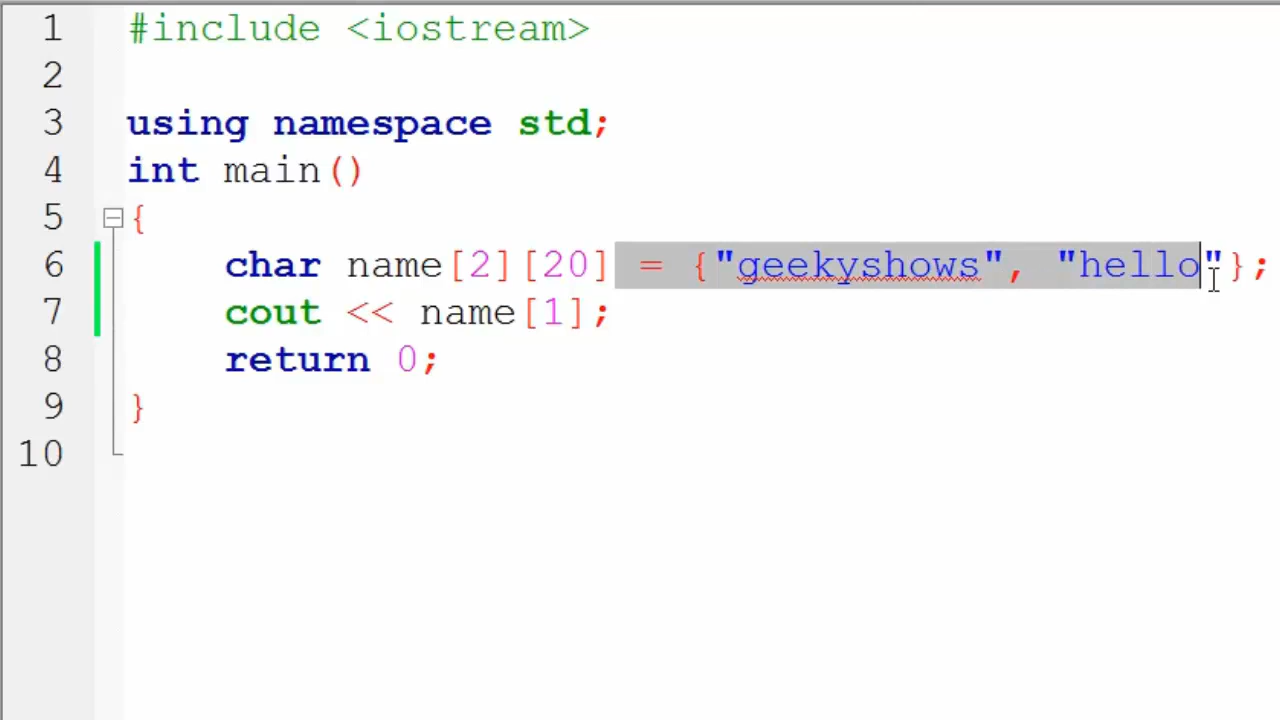 1 #include <iostream>
2
3 using namespace std;
4 int main()
5 {
6 char name[2][20] = {"geekyshows", "hello"};
7 cout << name[1];
8 return 0;
9 }
10